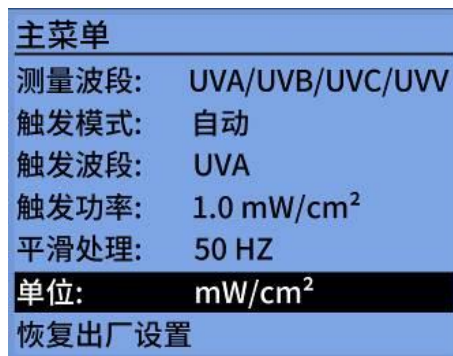 主菜单
测量波段: UVA/UVB/UVC/UVV
触发模式: 自动
触发波段: UVA
触发功率: 1.0 mW/cm²
平滑处理: 50 HZ
单位: mW/cm²
恢复出厂设置